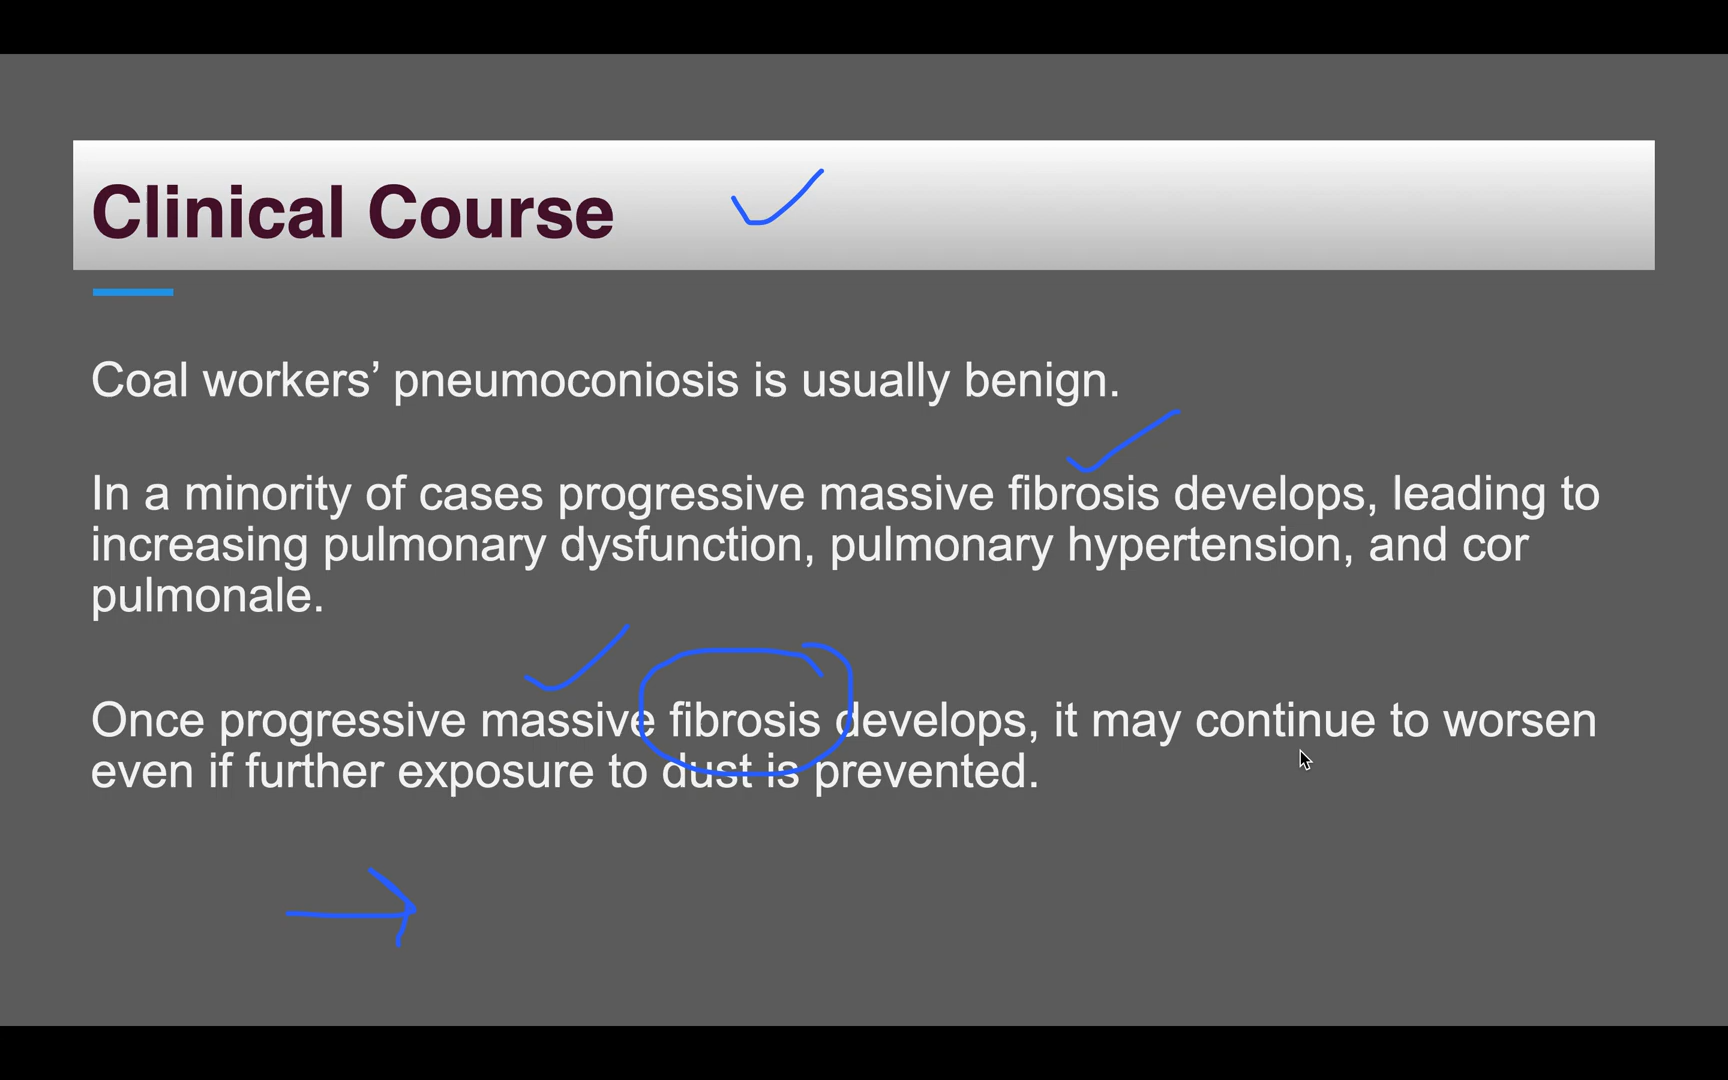 Clinical Course
Coal workers’ pneumoconiosis is usually benign.
In a minority of cases progressive massive fibrosis develops, leading to
increasing pulmonary dysfunction, pulmonary hypertension, and cor
pulmonale.
Once progressive massive fibrosis develops, it may continue to worsen
even if further exposure to dust is prevented.